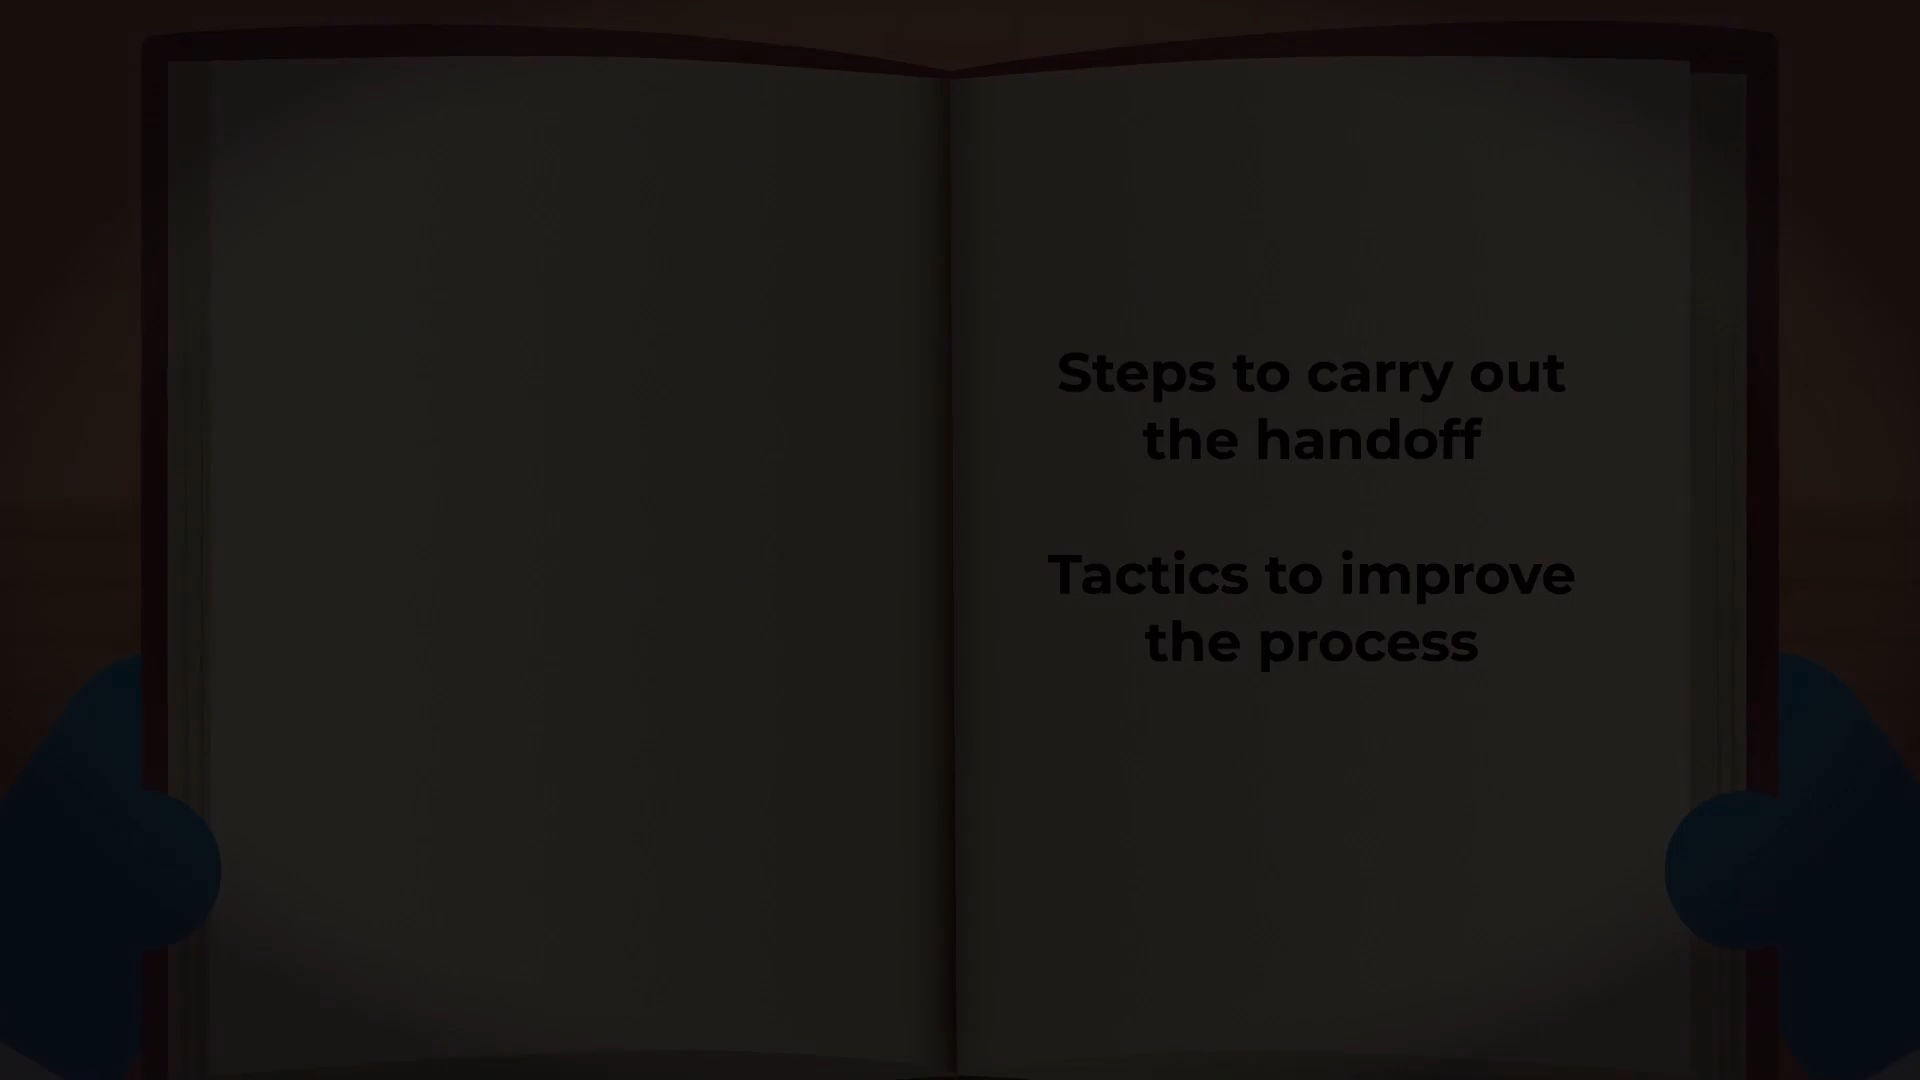 Steps to carry out
the handoff
Tactics to improve
the process